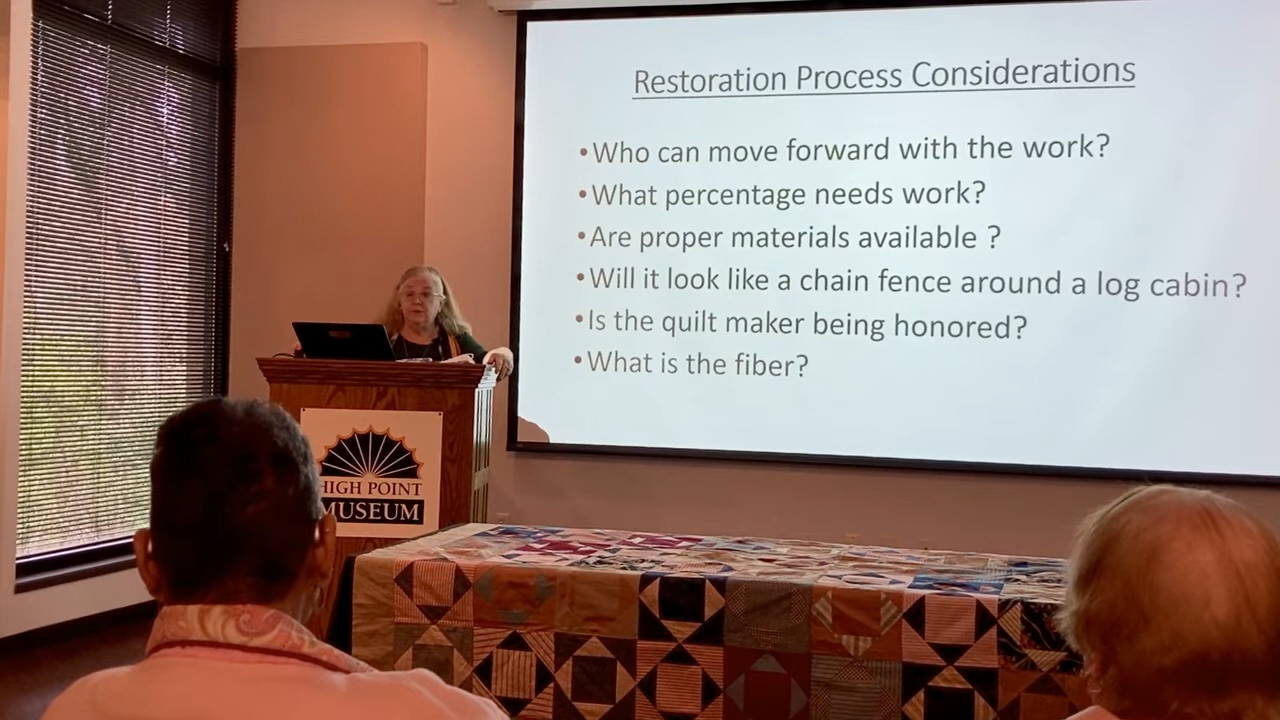 Restoration Process Considerations
•Who can move forward with the work?
•What percentage needs work?
•Are proper materials available ?
•Will it look like a chain fence around a log cabin?
•Is the quilt maker being honored?
•What is the fiber?
HIGH POINT
MUSEUM